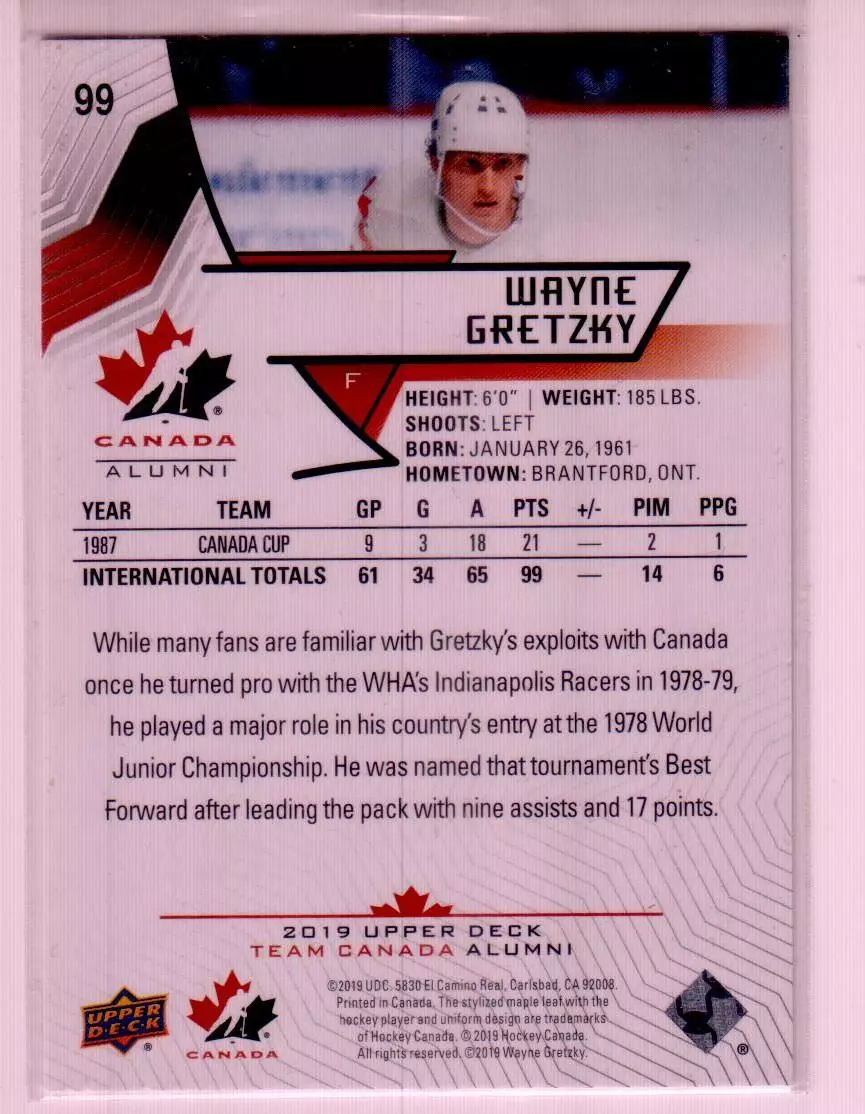 99
WAYNE
GRETZKY
F
HEIGHT: 6'0" | WEIGHT: 185 LBS.
SHOOTS: LEFT
BORN: JANUARY 26, 1961
HOMETOWN: BRANTFORD, ONT.
®
CANADA
ALUMNI
YEAR TEAM GP G A PTS +/- PIM PPG
1987 CANADA CUP 9 3 18 21 — 2 1
INTERNATIONAL TOTALS 61 34 65 99 — 14 6
While many fans are familiar with Gretzky's exploits with Canada
once he turned pro with the WHA's Indianapolis Racers in 1978-79,
he played a major role in his country's entry at the 1978 World
Junior Championship. He was named that tournament's Best
Forward after leading the pack with nine assists and 17 points.
2019 UPPER DECK
TEAM CANADA ALUMNI
UPPER
D·E·C·K
®
®
CANADA
©2019 UDC. 5830 El Camino Real, Carlsbad, CA 92008.
Printed in Canada. The stylized maple leaf with the
hockey player and uniform design are trademarks
of Hockey Canada. © 2019 Hockey Canada.
All rights reserved. ©2019 Wayne Gretzky.
®